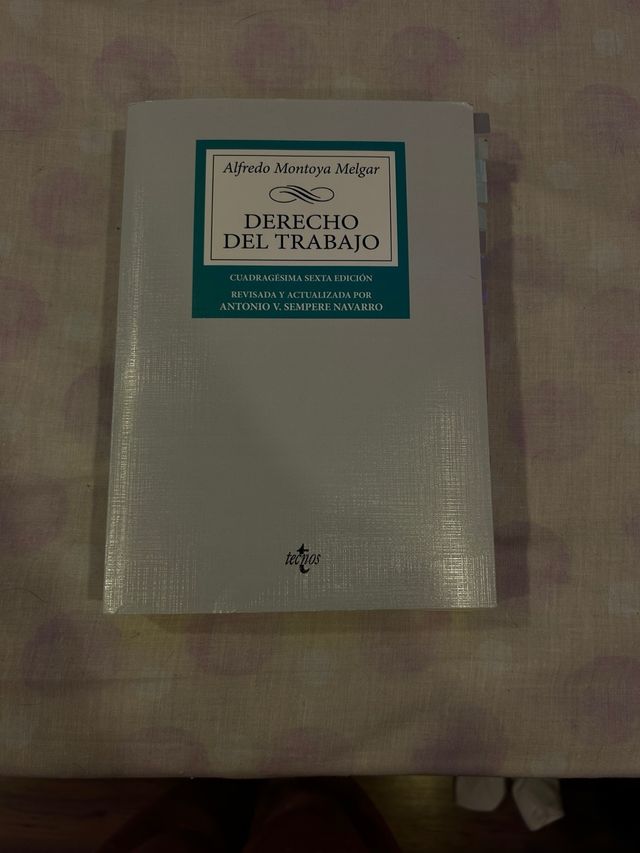 Alfredo Montoya Melgar
DERECHO
DEL TRABAJO
CUADRAGÉSIMA SEXTA EDICIÓN
REVISADA Y ACTUALIZADA POR
ANTONIO V. SEMPERE NAVARRO
tecnos